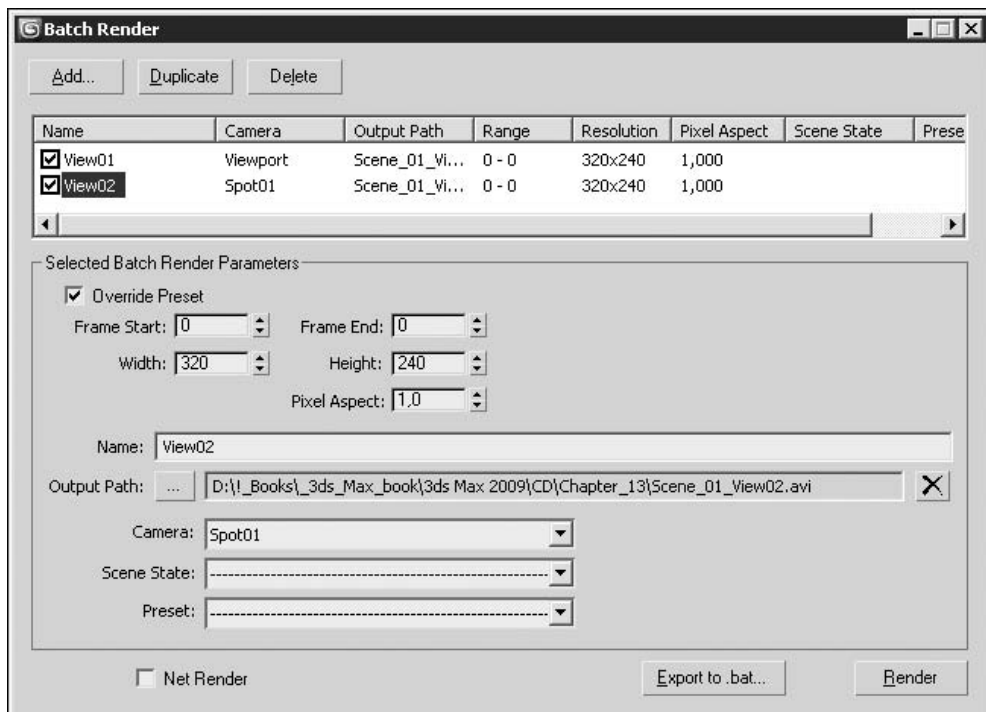 Batch Render
Add... Duplicate Delete
Name Camera Output Path Range Resolution Pixel Aspect Scene State Prese
View01 Viewport Scene_01_Vi... 0 - 0 320x240 1,000
View02 Spot01 Scene_01_Vi... 0 - 0 320x240 1,000
Selected Batch Render Parameters
Override Preset
Frame Start: 0 Frame End: 0
Width: 320 Height: 240
Pixel Aspect: 1,0
Name: View02
Output Path: ... D:\!_Books\_3ds_Max_book\3ds Max 2009\CD\Chapter_13\Scene_01_View02.avi
Camera: Spot01
Scene State: ------------------------------------------------------
Preset: ------------------------------------------------------
Net Render Export to .bat... Render